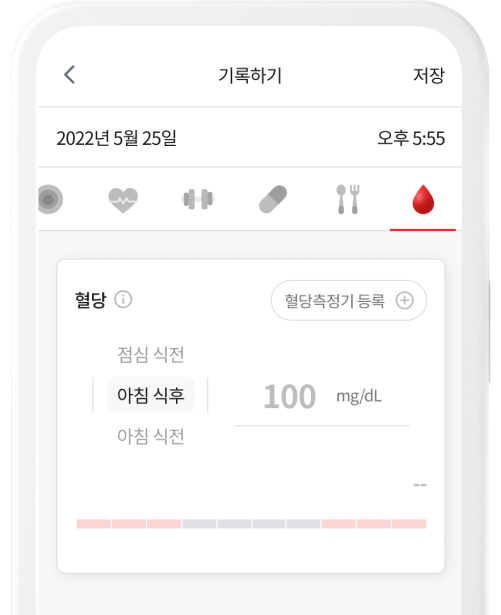 기록하기 저장
2022년 5월 25일 오후 5:55
혈당 혈당측정기 등록
점심 식전
아침 식후 100 mg/dL
아침 식전
--